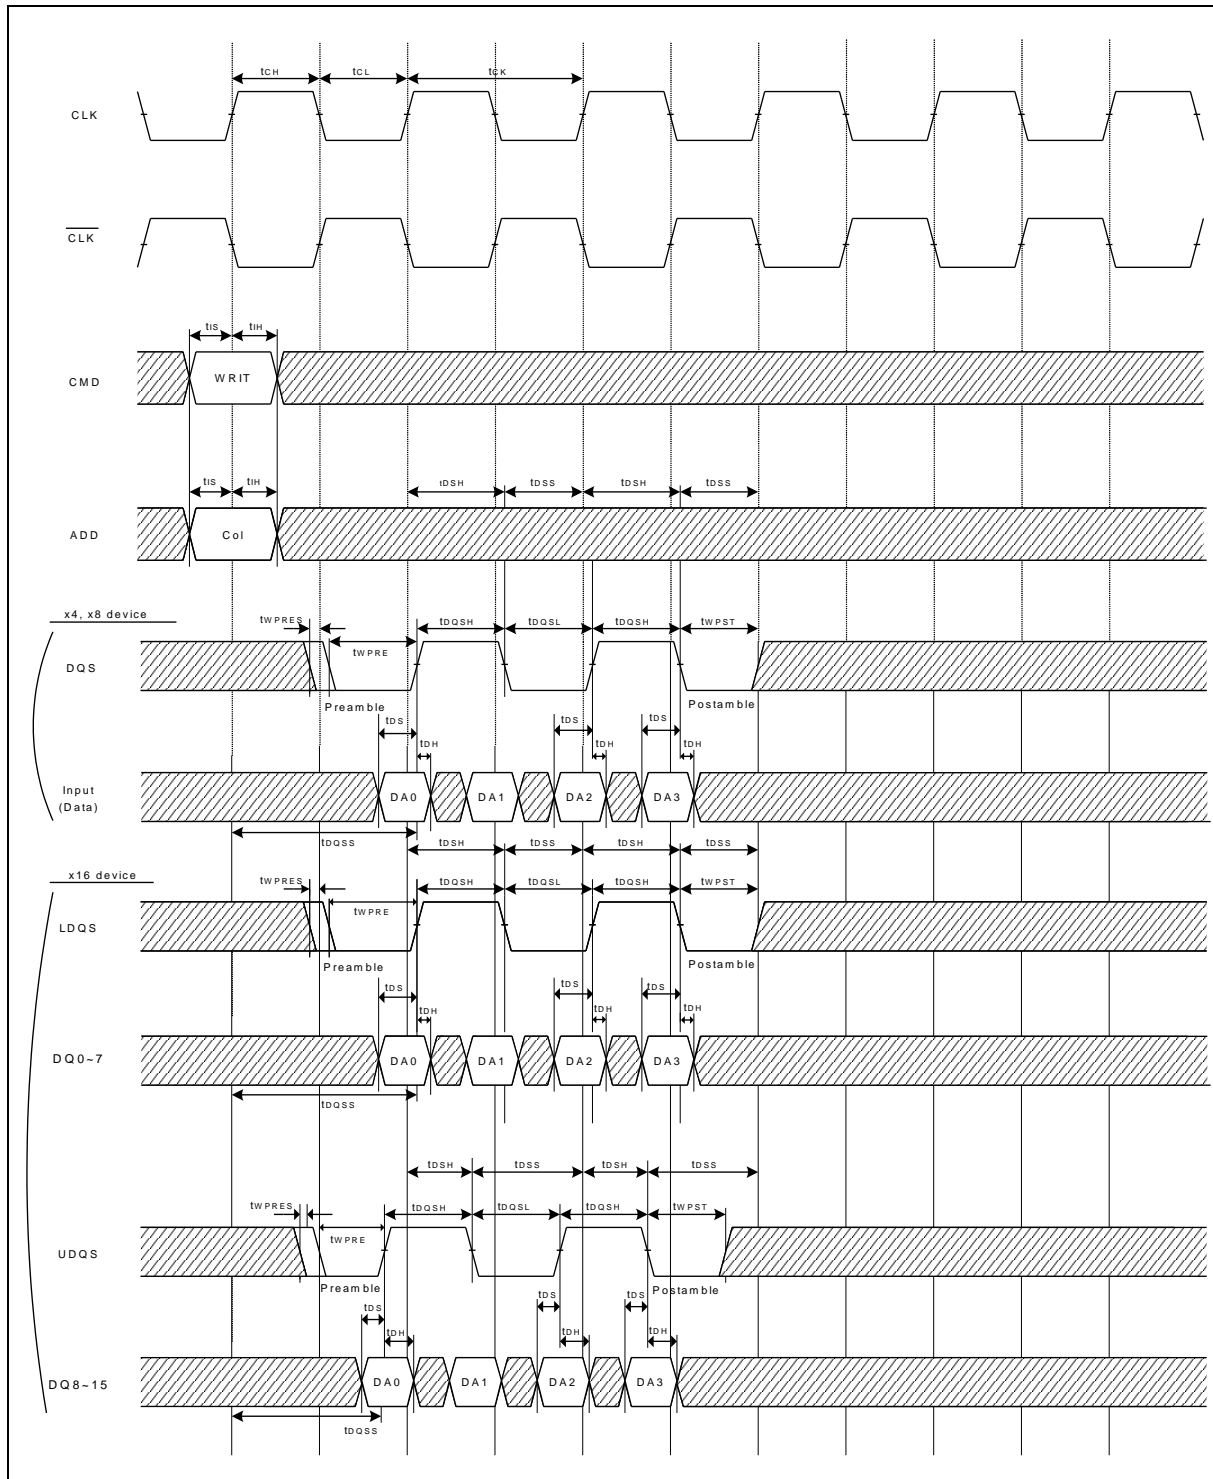 tCH tCL tCK
CLK
CLK
tIS tIH
CMD WRIT
tIS tIH tDSH tDSS tDSH tDSS
ADD Col
x4, x8 device
tWPRES tDQSH tDQSL tDQSH tWPST
tWPRE
DQS
Preamble Postamble
tDS tDS tDS
tDH tDH tDH
Input
(Data)
DA0 DA1 DA2 DA3
tDQSS
tDSH tDSS tDSH tDSS
x16 device
tWPRES tDQSH tDQSL tDQSH tWPST
tWPRE
LDQS
Preamble Postamble
tDS tDS tDS
tDH tDH tDH
DQ0~7 DA0 DA1 DA2 DA3
tDQSS
tDSH tDSS tDSH tDSS
tWPRES tDQSH tDQSL tDQSH tWPST
tWPRE
UDQS
Preamble Postamble
tDS tDS tDS
tDH tDH tDH
DQ8~15 DA0 DA1 DA2 DA3
tDQSS